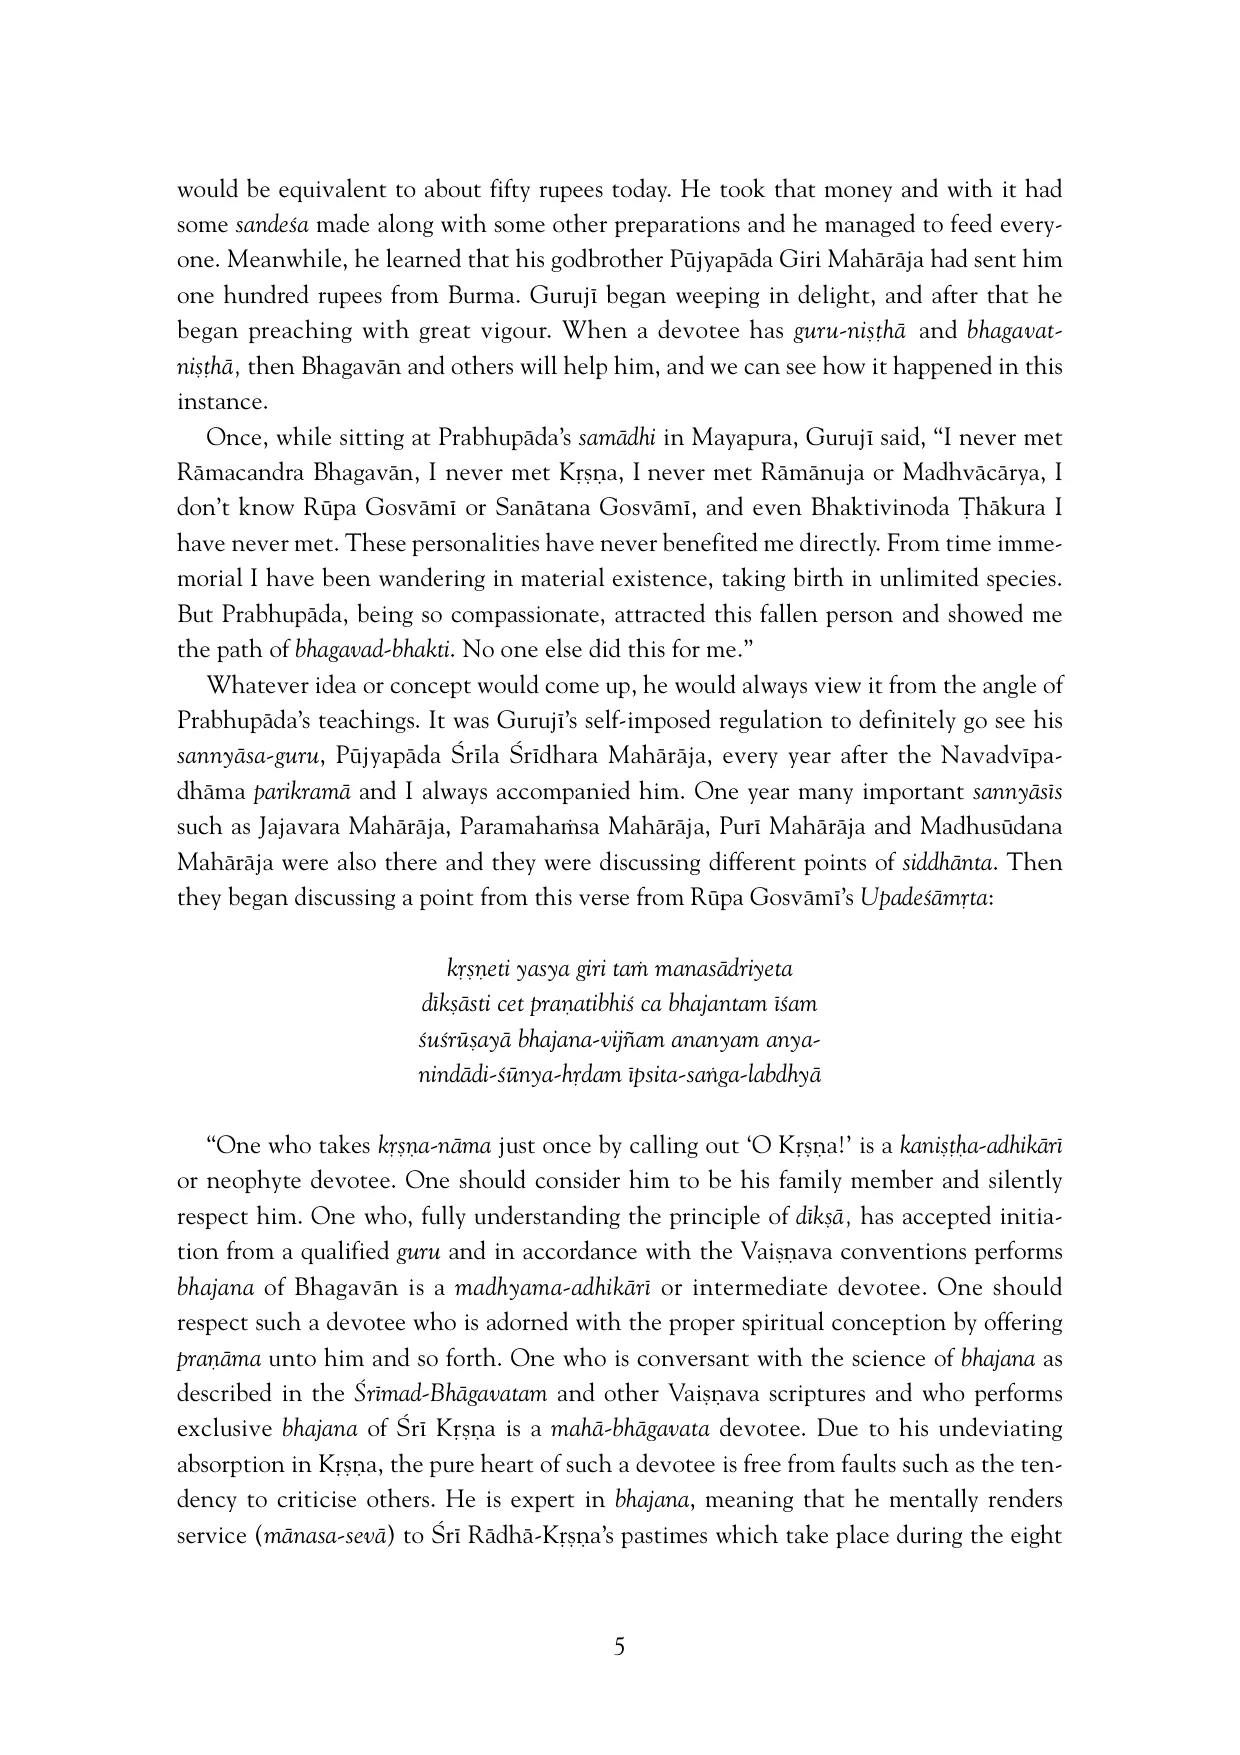 would be equivalent to about fifty rupees today. He took that money and with it had
some sandeśa made along with some other preparations and he managed to feed every-
one. Meanwhile, he learned that his godbrother Pūjyapāda Giri Mahārāja had sent him
one hundred rupees from Burma. Gurujī began weeping in delight, and after that he
began preaching with great vigour. When a devotee has guru-niṣṭhā and bhagavat-
niṣṭhā, then Bhagavān and others will help him, and we can see how it happened in this
instance.
Once, while sitting at Prabhupāda’s samādhi in Mayapura, Gurujī said, “I never met
Rāmacandra Bhagavān, I never met Kṛṣṇa, I never met Rāmānuja or Madhvācārya, I
don’t know Rūpa Gosvāmī or Sanātana Gosvāmī, and even Bhaktivinoda Ṭhākura I
have never met. These personalities have never benefited me directly. From time imme-
morial I have been wandering in material existence, taking birth in unlimited species.
But Prabhupāda, being so compassionate, attracted this fallen person and showed me
the path of bhagavad-bhakti. No one else did this for me.”
Whatever idea or concept would come up, he would always view it from the angle of
Prabhupāda’s teachings. It was Gurujī’s self-imposed regulation to definitely go see his
sannyāsa-guru, Pūjyapāda Śrīla Śrīdhara Mahārāja, every year after the Navadvīpa-
dhāma parikramā and I always accompanied him. One year many important sannyāsīs
such as Jajavara Mahārāja, Paramahaṁsa Mahārāja, Purī Mahārāja and Madhusūdana
Mahārāja were also there and they were discussing different points of siddhānta. Then
they began discussing a point from this verse from Rūpa Gosvāmī’s Upadeśāmṛta:
kṛṣṇeti yasya giri taṁ manasādriyeta
dīkṣāsti cet praṇatibhiś ca bhajantam īśam
śuśrūṣayā bhajana-vijñam ananyam anya-
nindādi-śūnya-hṛdam īpsita-saṅga-labdhyā
“One who takes kṛṣṇa-nāma just once by calling out ‘O Kṛṣṇa!’ is a kaniṣṭha-adhikārī
or neophyte devotee. One should consider him to be his family member and silently
respect him. One who, fully understanding the principle of dīkṣā, has accepted initia-
tion from a qualified guru and in accordance with the Vaiṣṇava conventions performs
bhajana of Bhagavān is a madhyama-adhikārī or intermediate devotee. One should
respect such a devotee who is adorned with the proper spiritual conception by offering
praṇāma unto him and so forth. One who is conversant with the science of bhajana as
described in the Śrīmad-Bhāgavatam and other Vaiṣṇava scriptures and who performs
exclusive bhajana of Śrī Kṛṣṇa is a mahā-bhāgavata devotee. Due to his undeviating
absorption in Kṛṣṇa, the pure heart of such a devotee is free from faults such as the ten-
dency to criticise others. He is expert in bhajana, meaning that he mentally renders
service (mānasa-sevā) to Śrī Rādhā-Kṛṣṇa’s pastimes which take place during the eight
5